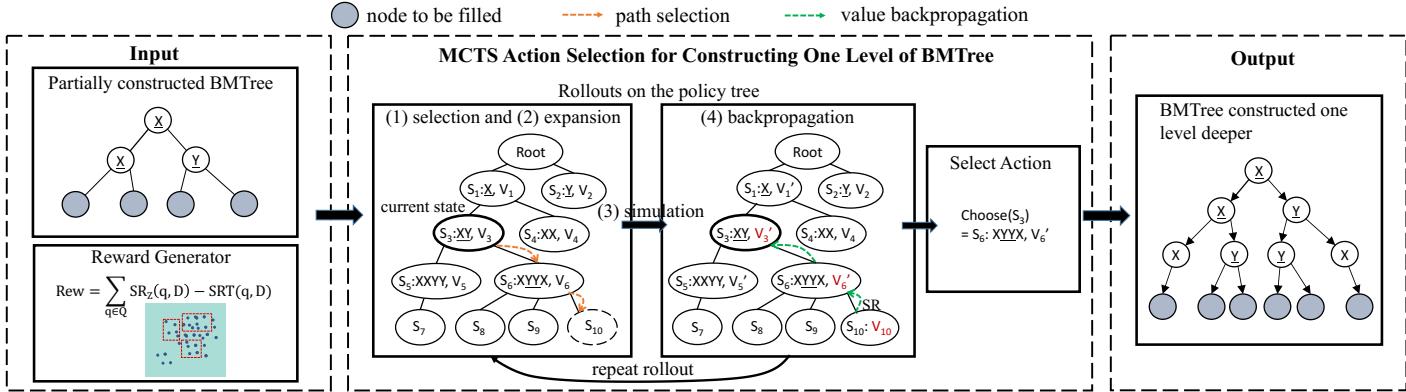 node to be filled
path selection
value backpropagation
Input
Partially constructed BMTree
X
X
Y
Reward Generator
Rew = ∑ SR_Z(q, D) − SRT(q, D)
q∈Q
MCTS Action Selection for Constructing One Level of BMTree
Rollouts on the policy tree
(1) selection and (2) expansion
Root
S₁:X, V₁
S₂:Y, V₂
current state
S₃:XY, V₃
S₄:XX, V₄
S₅:XXYY, V₅
S₆:XYYX, V₆
S₇
S₈
S₉
S₁₀
(3) simulation
(4) backpropagation
Root
S₁:X, V₁'
S₂:Y, V₂
S₃:XY, V₃'
S₄:XX, V₄
S₅:XXYY, V₅'
S₆:XYYX, V₆'
SR
S₇
S₈
S₉
S₁₀: V₁₀
repeat rollout
Select Action
Choose(S₃)
= S₆: XYYX, V₆'
Output
BMTree constructed one
level deeper
X
X
Y
X
Y
Y
X